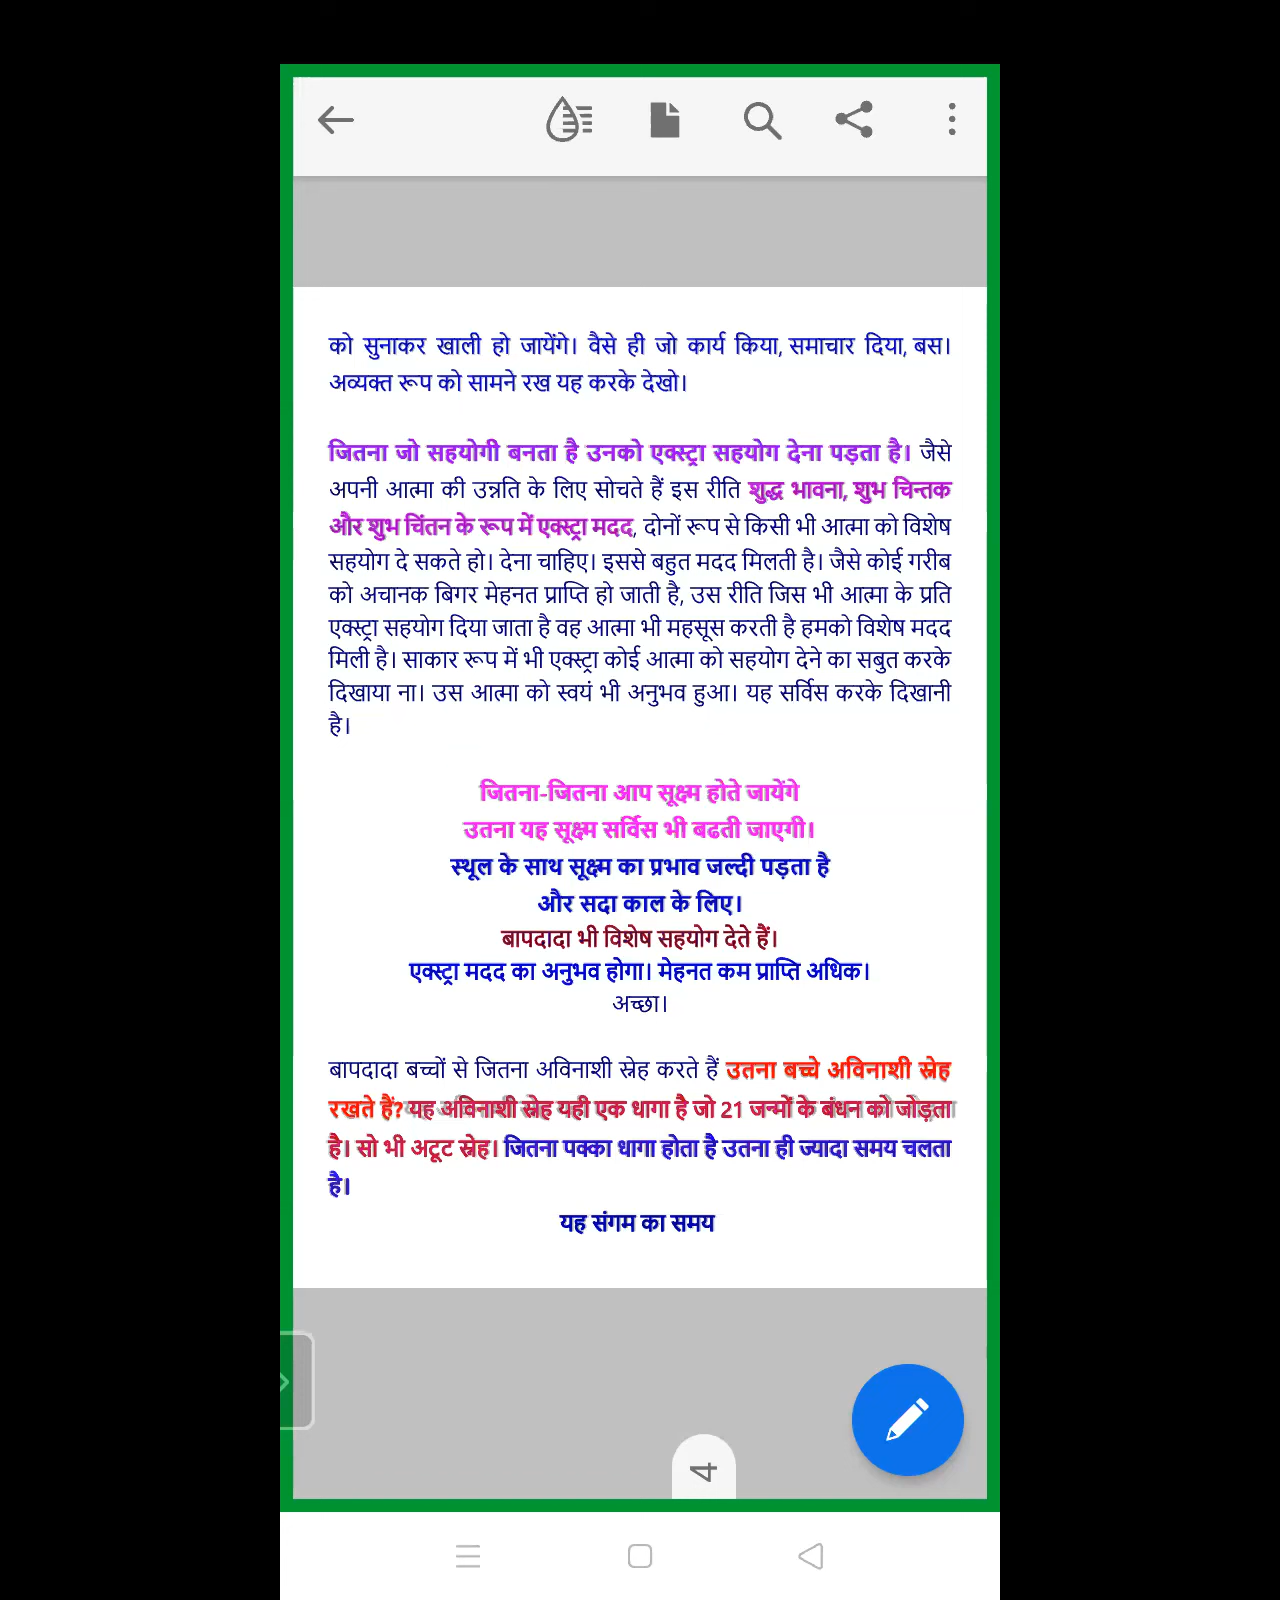 को सुनाकर खाली हो जायेंगे। वैसे ही जो कार्य किया, समाचार दिया, बस।
अव्यक्त रूप को सामने रख यह करके देखो।
जितना जो सहयोगी बनता है उनको एक्स्ट्रा सहयोग देना पड़ता है। जैसे
अपनी आत्मा की उन्नति के लिए सोचते हैं इस रीति शुद्ध भावना, शुभ चिन्तक
और शुभ चिंतन के रूप में एक्स्ट्रा मदद, दोनों रूप से किसी भी आत्मा को विशेष
सहयोग दे सकते हो। देना चाहिए। इससे बहुत मदद मिलती है। जैसे कोई गरीब
को अचानक बिगर मेहनत प्राप्ति हो जाती है, उस रीति जिस भी आत्मा के प्रति
एक्स्ट्रा सहयोग दिया जाता है वह आत्मा भी महसूस करती है हमको विशेष मदद
मिली है। साकार रूप में भी एक्स्ट्रा कोई आत्मा को सहयोग देने का सबुत करके
दिखाया ना। उस आत्मा को स्वयं भी अनुभव हुआ। यह सर्विस करके दिखानी
है।
जितना-जितना आप सूक्ष्म होते जायेंगे
उतना यह सूक्ष्म सर्विस भी बढती जाएगी।
स्थूल के साथ सूक्ष्म का प्रभाव जल्दी पड़ता है
और सदा काल के लिए।
बापदादा भी विशेष सहयोग देते हैं।
एक्स्ट्रा मदद का अनुभव होगा। मेहनत कम प्राप्ति अधिक।
अच्छा।
बापदादा बच्चों से जितना अविनाशी स्नेह करते हैं उतना बच्चे अविनाशी स्नेह
रखते हैं? यह अविनाशी स्नेह यही एक धागा है जो 21 जन्मों के बंधन को जोड़ता
है। सो भी अटूट स्नेह। जितना पक्का धागा होता है उतना ही ज्यादा समय चलता
है।
यह संगम का समय
4